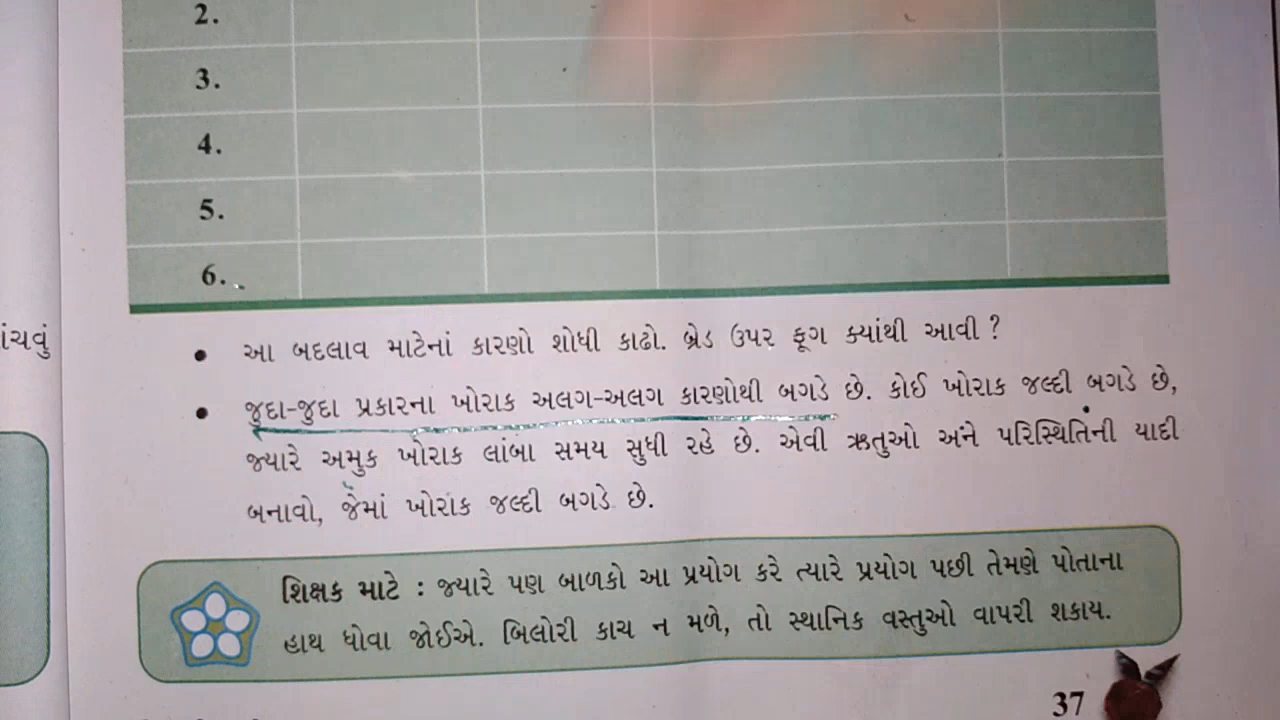 2.
3.
4.
5.
6.
ાંચવું
• આ બદલાવ માટેનાં કારણો શોધી કાઢો. બ્રેડ ઉપર ફૂગ ક્યાંથી આવી ?
• જુદા-જુદા પ્રકારના ખોરાક અલગ-અલગ કારણોથી બગડે છે. કોઈ ખોરાક જલ્દી બગડે છે,
જ્યારે અમુક ખોરાક લાંબા સમય સુધી રહે છે. એવી ઋતુઓ અને પરિસ્થિતિની યાદી
બનાવો, જેમાં ખોરાક જલ્દી બગડે છે.
શિક્ષક માટે : જ્યારે પણ બાળકો આ પ્રયોગ કરે ત્યારે પ્રયોગ પછી તેમણે પોતાના
હાથ ધોવા જોઈએ. બિલોરી કાચ ન મળે, તો સ્થાનિક વસ્તુઓ વાપરી શકાય.
37